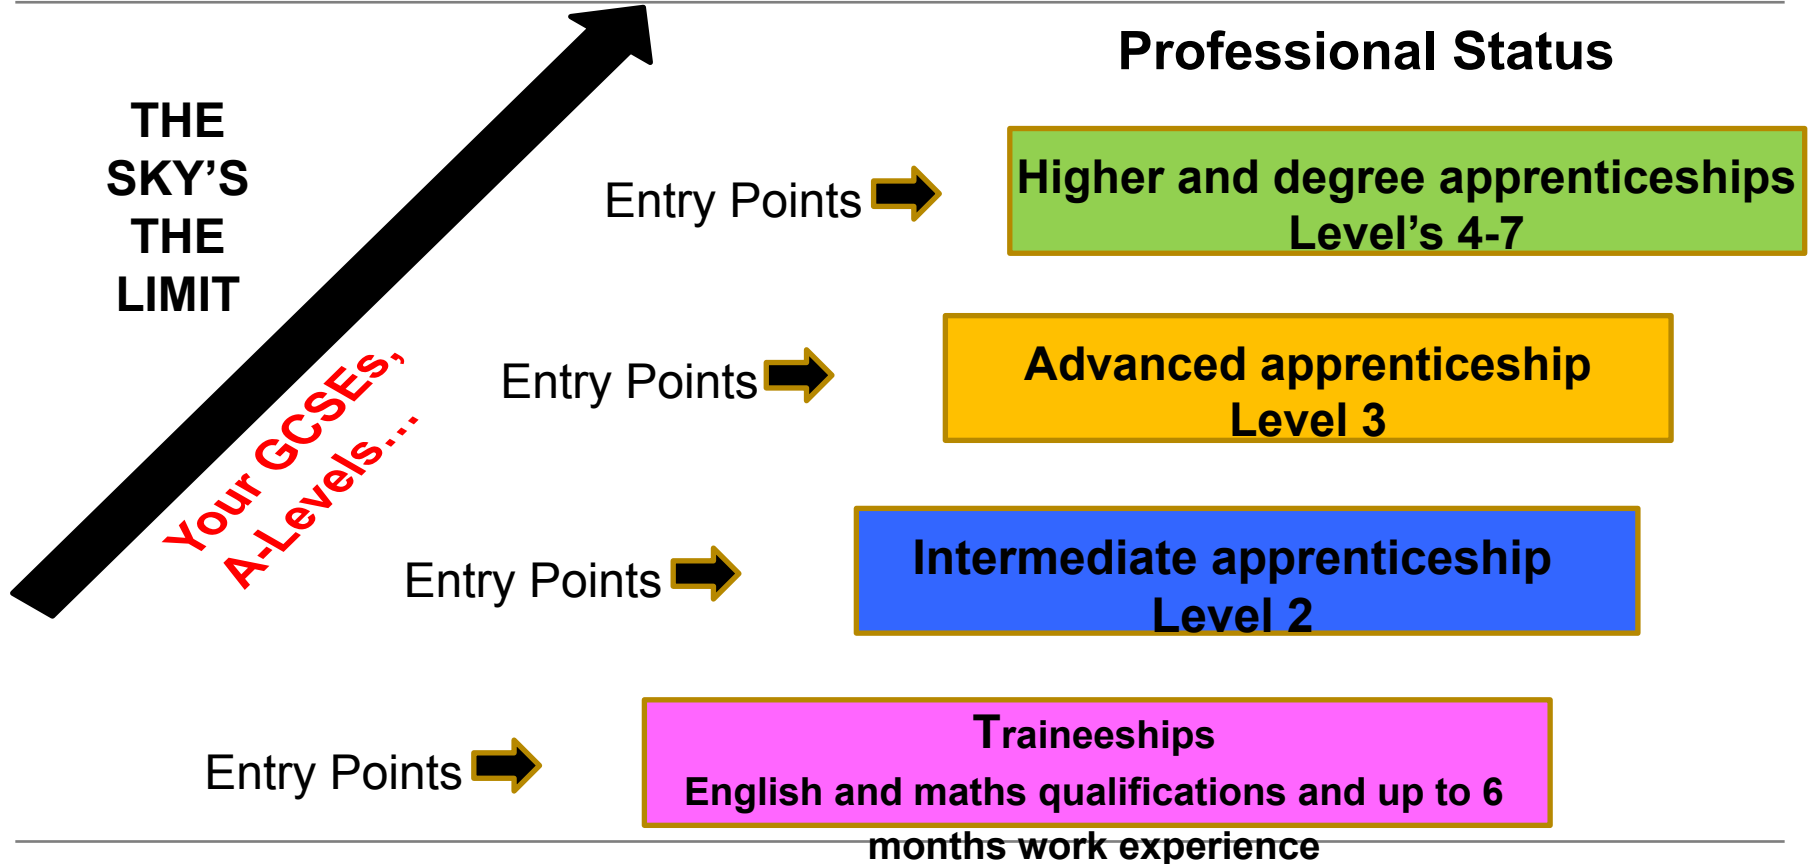 Professional Status
THE
SKY’S
THE
LIMIT
Entry Points
Higher and degree apprenticeships
Level’s 4-7
Your GCSEs,
A-Levels…
Entry Points
Advanced apprenticeship
Level 3
Entry Points
Intermediate apprenticeship
Level 2
Entry Points
Traineeships
English and maths qualifications and up to 6
months work experience